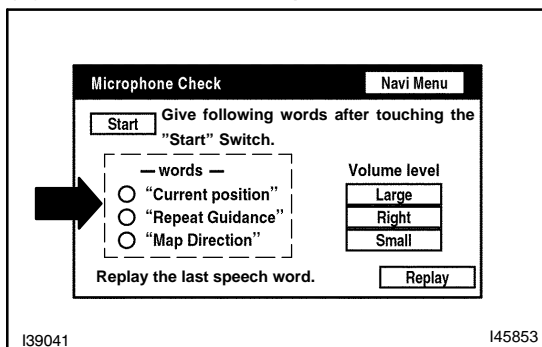 Microphone Check Navi Menu
Start Give following words after touching the
"Start" Switch.
— words — Volume level
"Current position" Large
"Repeat Guidance" Right
"Map Direction" Small
Replay the last speech word. Replay
I39041 I45853